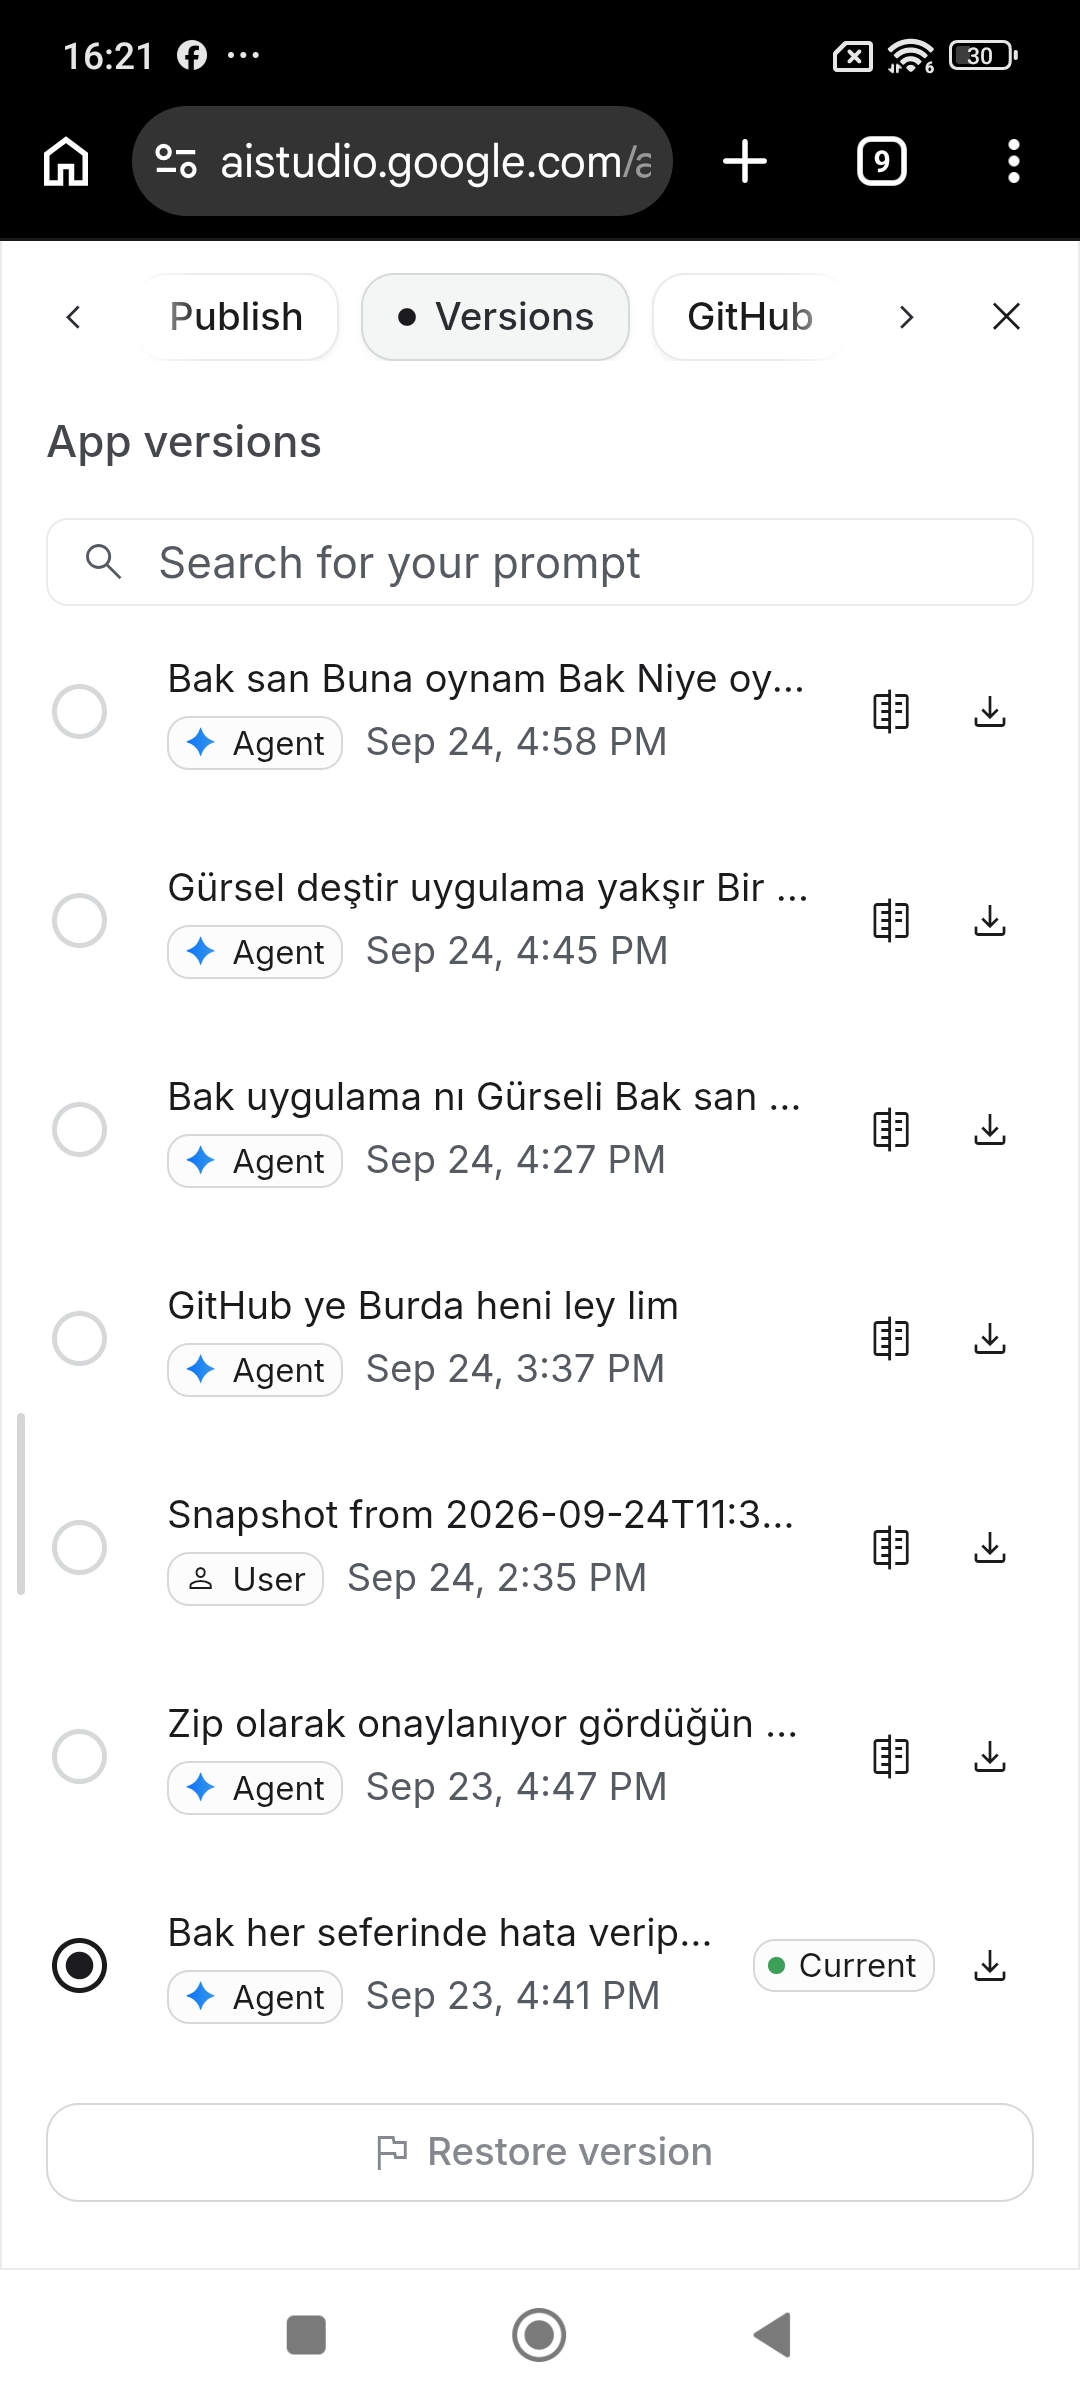 16:21
30
aistudio.google.com/a
9
Publish
Versions
GitHub
App versions
Search for your prompt
Bak san Buna oynam Bak Niye oy...
Agent Sep 24, 4:58 PM
Gürsel deştir uygulama yakşır Bir ...
Agent Sep 24, 4:45 PM
Bak uygulama nı Gürseli Bak san ...
Agent Sep 24, 4:27 PM
GitHub ye Burda heni ley lim
Agent Sep 24, 3:37 PM
Snapshot from 2026-09-24T11:3...
User Sep 24, 2:35 PM
Zip olarak onaylanıyor gördüğün ...
Agent Sep 23, 4:47 PM
Bak her seferinde hata verip...
Current
Agent Sep 23, 4:41 PM
Restore version